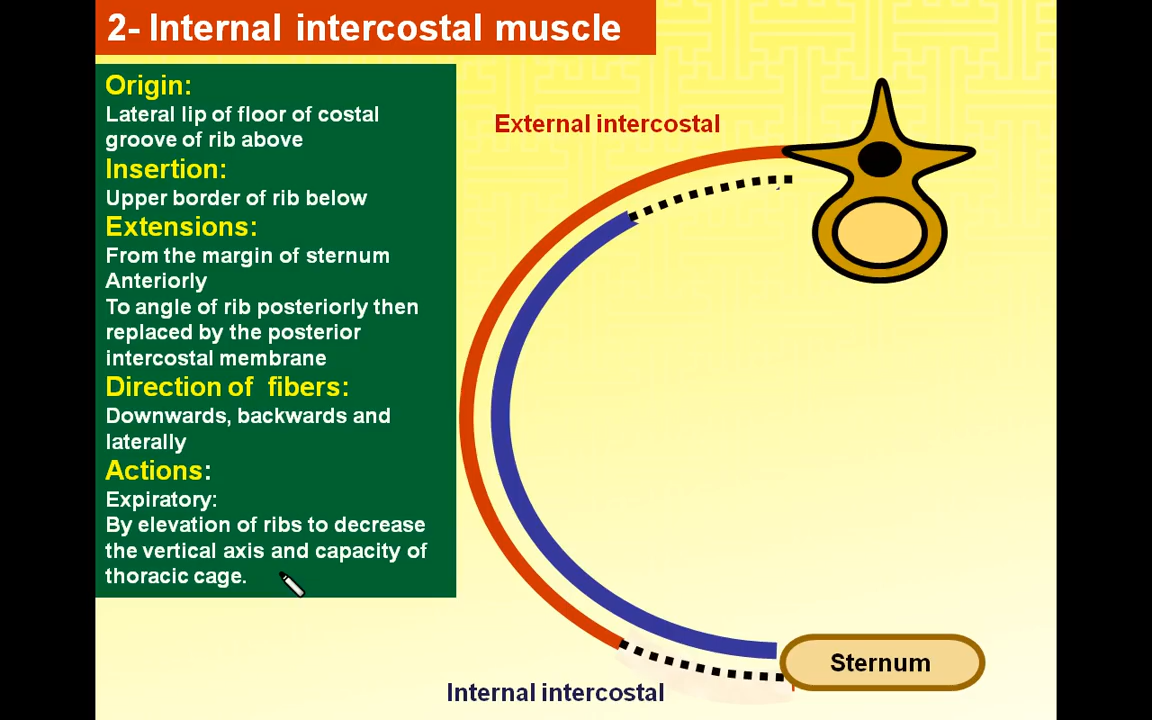 2- Internal intercostal muscle
Origin:
Lateral lip of floor of costal
groove of rib above
Insertion:
Upper border of rib below
Extensions:
From the margin of sternum
Anteriorly
To angle of rib posteriorly then
replaced by the posterior
intercostal membrane
Direction of fibers:
Downwards, backwards and
laterally
Actions:
Expiratory:
By elevation of ribs to decrease
the vertical axis and capacity of
thoracic cage.
External intercostal
Sternum
Internal intercostal